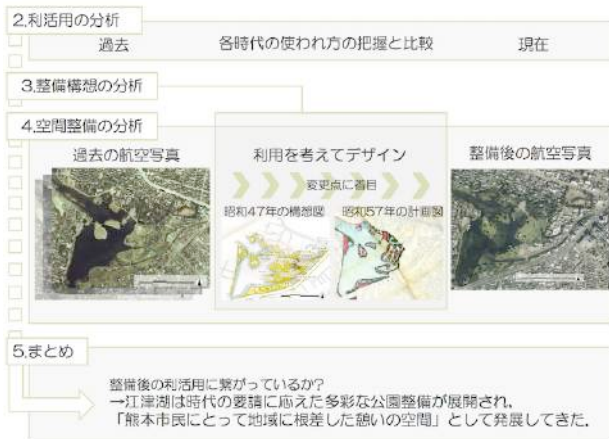 2.利活用の分析
過去 各時代の使われ方の把握と比較 現在
3.整備構想の分析
4.空間整備の分析
過去の航空写真 利用を考えてデザイン 整備後の航空写真
変更点に着目
昭和47年の構想図 昭和57年の計画図
5.まとめ
整備後の利活用に繋がっているか?
→江津湖は時代の要請に応えた多彩な公園整備が展開され,
「熊本市民にとって地域に根差した憩いの空間」として発展してきた.